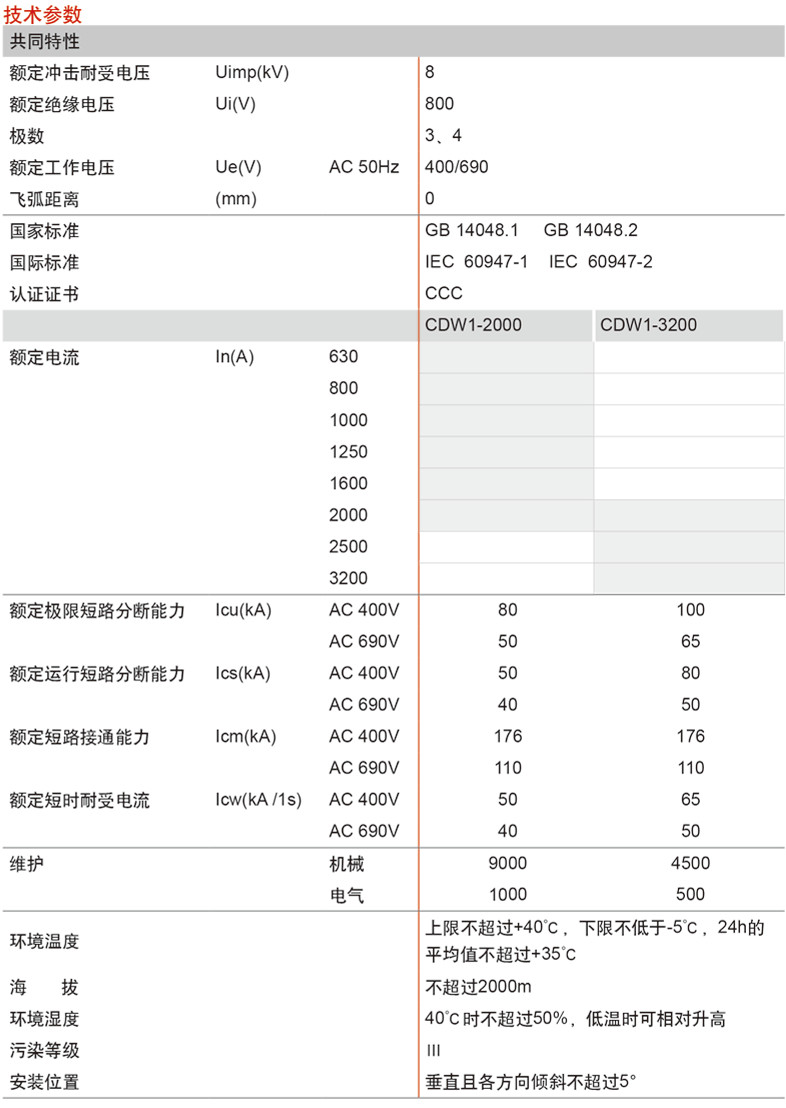 技术参数
共同特性
额定冲击耐受电压 Uimp(kV) 8
额定绝缘电压 Ui(V) 800
极数 3、4
额定工作电压 Ue(V) AC 50Hz 400/690
飞弧距离 (mm) 0
国家标准 GB 14048.1 GB 14048.2
国际标准 IEC 60947-1 IEC 60947-2
认证证书 CCC
CDW1-2000 CDW1-3200
额定电流 In(A) 630
800
1000
1250
1600
2000
2500
3200
额定极限短路分断能力 Icu(kA) AC 400V 80 100
AC 690V 50 65
额定运行短路分断能力 Ics(kA) AC 400V 50 80
AC 690V 40 50
额定短路接通能力 Icm(kA) AC 400V 176 176
AC 690V 110 110
额定短时耐受电流 Icw(kA /1s) AC 400V 50 65
AC 690V 40 50
维护 机械 9000 4500
电气 1000 500
环境温度 上限不超过+40℃，下限不低于-5℃，24h的
平均值不超过+35℃
海 拔 不超过2000m
环境湿度 40℃时不超过50%，低温时可相对升高
污染等级 III
安装位置 垂直且各方向倾斜不超过5°